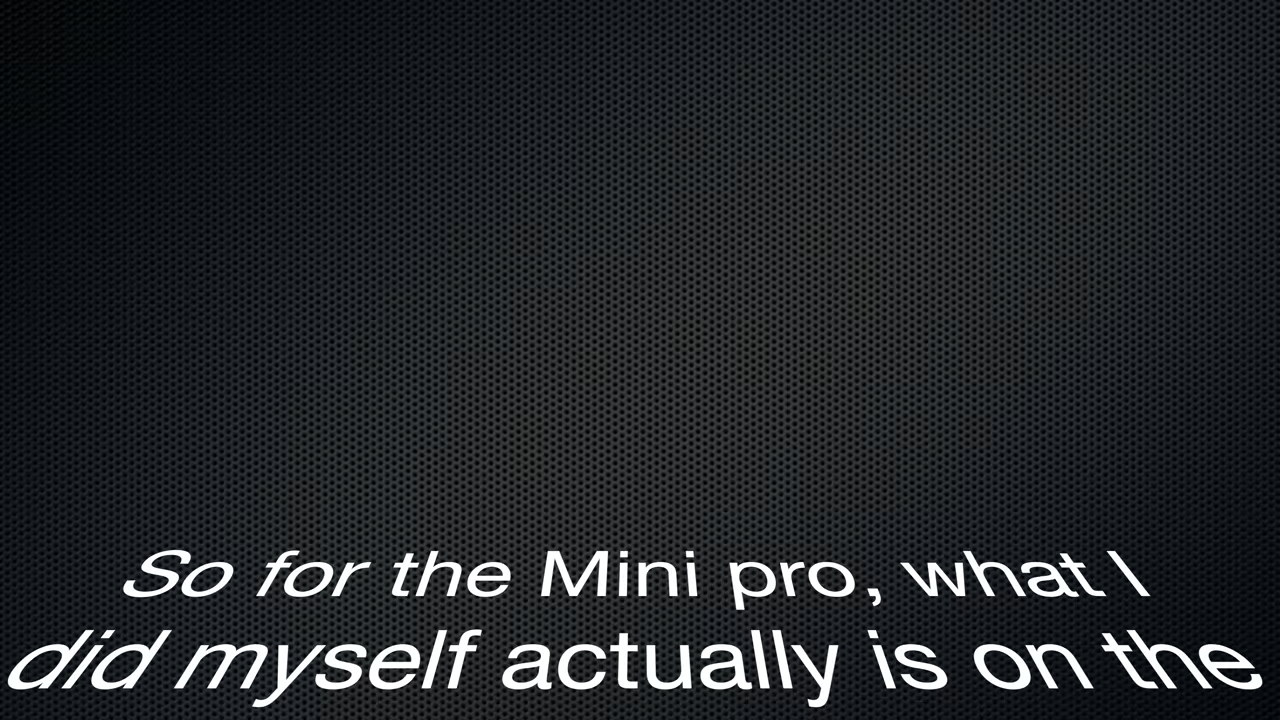 So for the Mini pro, what I
did myself actually is on the